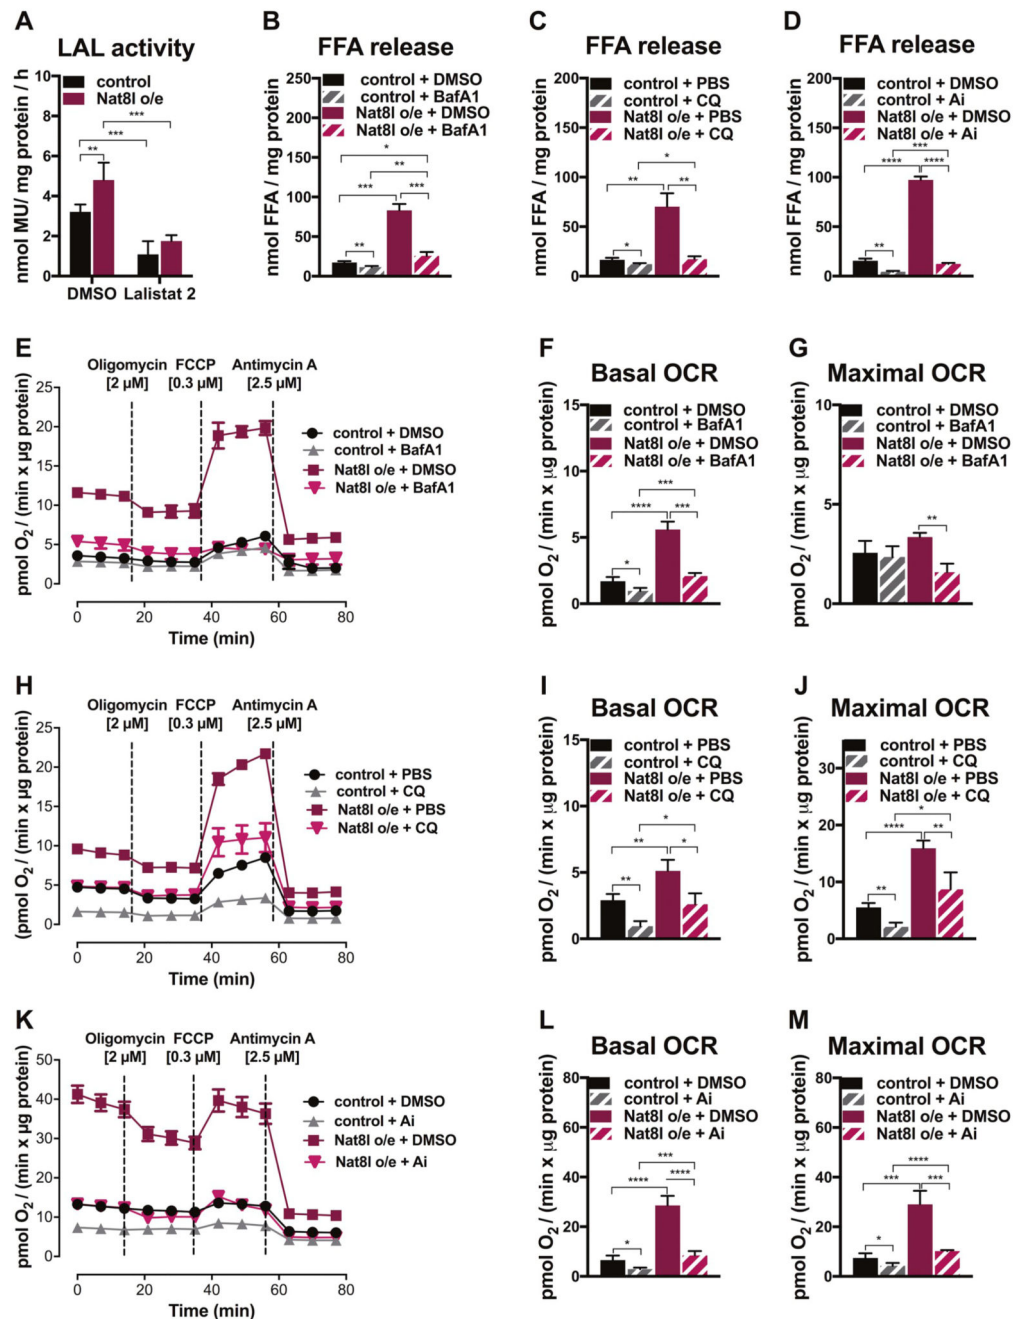 A
LAL activity
nmol MU/ mg protein / h
10
8
6
4
2
0
control
Nat8l o/e
***
***
**
DMSO
Lalistat 2
B
FFA release
nmol FFA / mg protein
250
200
150
100
50
0
control + DMSO
control + BafA1
Nat8l o/e + DMSO
Nat8l o/e + BafA1
*
**
***
***
**
C
FFA release
nmol FFA / mg protein
200
150
100
50
0
control + PBS
control + CQ
Nat8l o/e + PBS
Nat8l o/e + CQ
*
**
**
*
D
FFA release
nmol FFA / mg protein
200
150
100
50
0
control + DMSO
control + Ai
Nat8l o/e + DMSO
Nat8l o/e + Ai
***
****
****
**
E
Oligomycin
[2 µM]
FCCP
[0.3 µM]
Antimycin A
[2.5 µM]
pmol O2 / (min x µg protein)
25
20
15
10
5
0
0
20
40
60
80
Time (min)
control + DMSO
control + BafA1
Nat8l o/e + DMSO
Nat8l o/e + BafA1
F
Basal OCR
pmol O2 / (min x µg protein)
15
10
5
0
control + DMSO
control + BafA1
Nat8l o/e + DMSO
Nat8l o/e + BafA1
***
****
***
*
G
Maximal OCR
pmol O2 / (min x µg protein)
10
5
0
control + DMSO
control + BafA1
Nat8l o/e + DMSO
Nat8l o/e + BafA1
**
H
Oligomycin
[2 µM]
FCCP
[0.3 µM]
Antimycin A
[2.5 µM]
(pmol O2 / (min x µg protein)
25
20
15
10
5
0
0
20
40
60
80
Time (min)
control + PBS
control + CQ
Nat8l o/e + PBS
Nat8l o/e + CQ
I
Basal OCR
pmol O2 / (min x µg protein)
15
10
5
0
control + PBS
control + CQ
Nat8l o/e + PBS
Nat8l o/e + CQ
*
**
*
**
J
Maximal OCR
pmol O2 / (min x µg protein)
30
20
10
0
control + PBS
control + CQ
Nat8l o/e + PBS
Nat8l o/e + CQ
*
****
**
**
K
Oligomycin
[2 µM]
FCCP
[0.3 µM]
Antimycin A
[2.5 µM]
pmol O2 / (min x µg protein)
50
40
30
20
10
0
0
20
40
60
80
Time (min)
control + DMSO
control + Ai
Nat8l o/e + DMSO
Nat8l o/e + Ai
L
Basal OCR
pmol O2 / (min x µg protein)
80
60
40
20
0
control + DMSO
control + Ai
Nat8l o/e + DMSO
Nat8l o/e + Ai
***
****
****
*
M
Maximal OCR
pmol O2 / (min x µg protein)
80
60
40
20
0
control + DMSO
control + Ai
Nat8l o/e + DMSO
Nat8l o/e + Ai
****
***
***
*